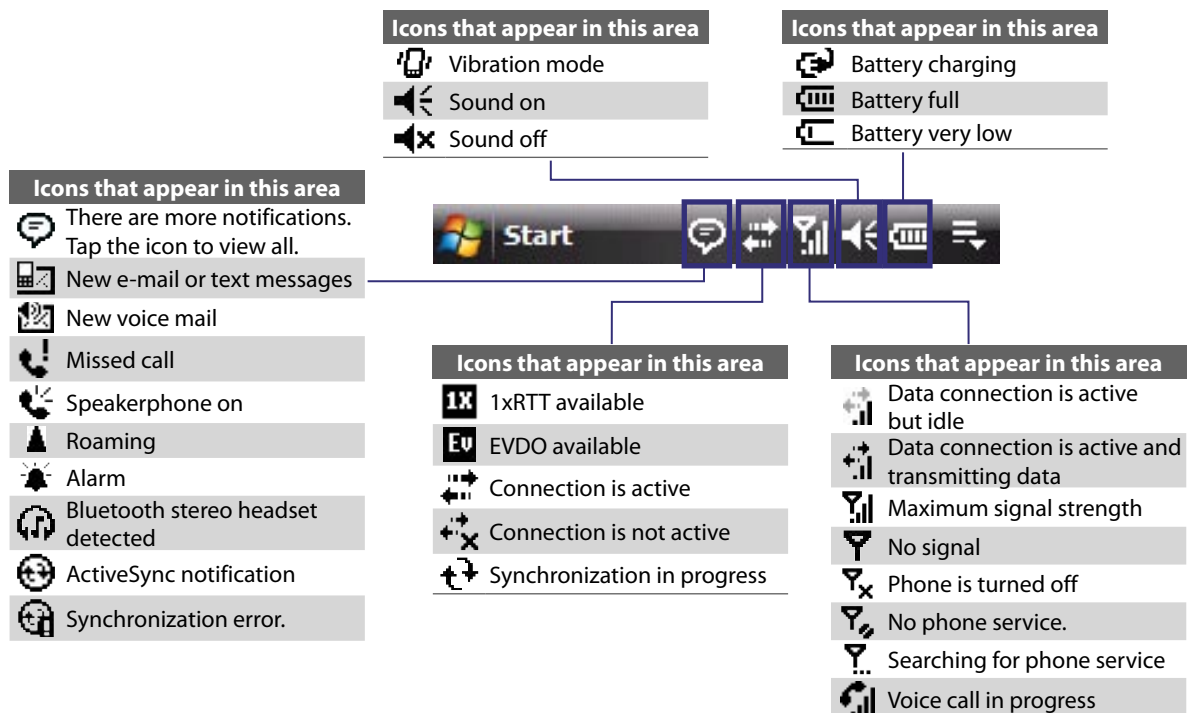 Icons that appear in this area
Vibration mode
Sound on
Sound off
Icons that appear in this area
Battery charging
Battery full
Battery very low
Icons that appear in this area
There are more notifications.
Tap the icon to view all.
New e-mail or text messages
New voice mail
Missed call
Speakerphone on
Roaming
Alarm
Bluetooth stereo headset
detected
ActiveSync notification
Synchronization error.
Start
Icons that appear in this area
1X 1xRTT available
Ev EVDO available
Connection is active
Connection is not active
Synchronization in progress
Icons that appear in this area
Data connection is active
but idle
Data connection is active and
transmitting data
Maximum signal strength
No signal
Phone is turned off
No phone service.
Searching for phone service
Voice call in progress